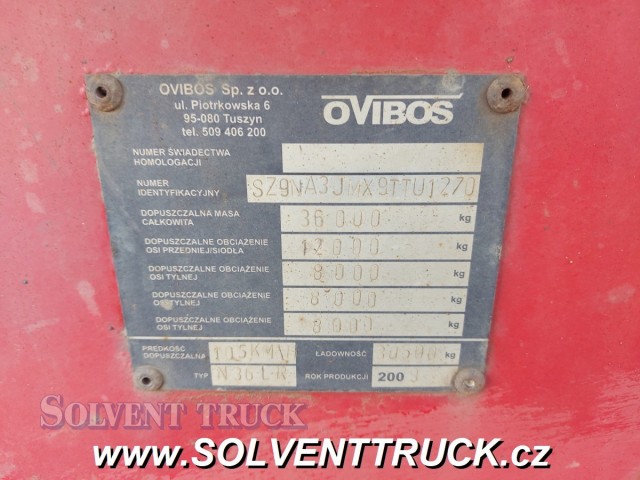 OVIBOS Sp. z o.o.
ul. Piotrkowska 6
95-080 Tuszyn
tel. 509 406 200
OVIBOS
NUMER ŚWIADECTWA
HOMOLOGACJI
NUMER
IDENTYFIKACYJNY
DOPUSZCZALNA MASA
CAŁKOWITA 36000 kg
DOPUSZCZALNE OBCIĄŻENIE
OSI PRZEDNIEJ/SIODŁA 12000 kg
DOPUSZCZALNE OBCIĄŻENIE
OSI TYLNEJ 8000 kg
DOPUSZCZALNE OBCIĄŻENIE
OSI TYLNEJ 8000 kg
DOPUSZCZALNE OBCIĄŻENIE
OSI TYLNEJ 8000 kg
PRĘDKOŚĆ
DOPUSZCZALNA ŁADOWNOŚĆ kg
TYP ROK PRODUKCJI
SOLVENT TRUCK
WWW.SOLVENTTRUCK.cz